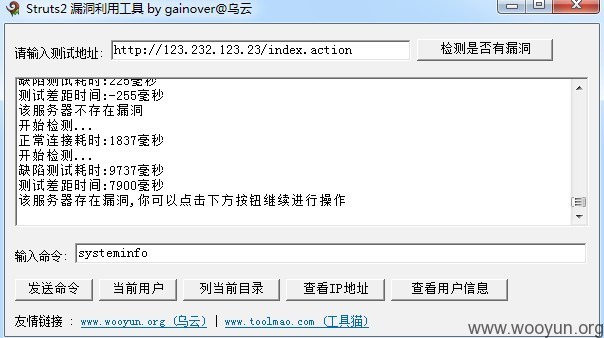 Struts2 漏洞利用工具 by gainover@乌云
请输入测试地址: http://123.232.123.23/index.action 检测是否有漏洞
缺陷测试耗时:225毫秒
测试差距时间:-255毫秒
该服务器不存在漏洞
开始检测...
正常连接耗时:1837毫秒
开始检测...
缺陷测试耗时:9737毫秒
测试差距时间:7900毫秒
该服务器存在漏洞,你可以点击下方按钮继续进行操作
输入命令: systeminfo
发送命令 当前用户 列当前目录 查看IP地址 查看用户信息
友情链接 : www.wooyun.org (乌云) | www.toolmao.com (工具猫)
www.wooyun.org